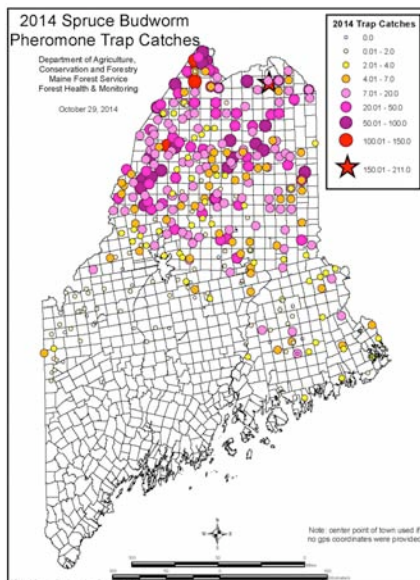 2014 Spruce Budworm
Pheromone Trap Catches
Department of Agriculture,
Conservation and Forestry
Maine Forest Service
Forest Health & Monitoring
October 29, 2014
2014 Trap Catches
0.0
0.01 - 2.0
2.01 - 4.0
4.01 - 7.0
7.01 - 20.0
20.01 - 50.0
50.01 - 100.0
100.01 - 150.0
150.01 - 211.0
Note: center point of town used if
no gps coordinates were provided